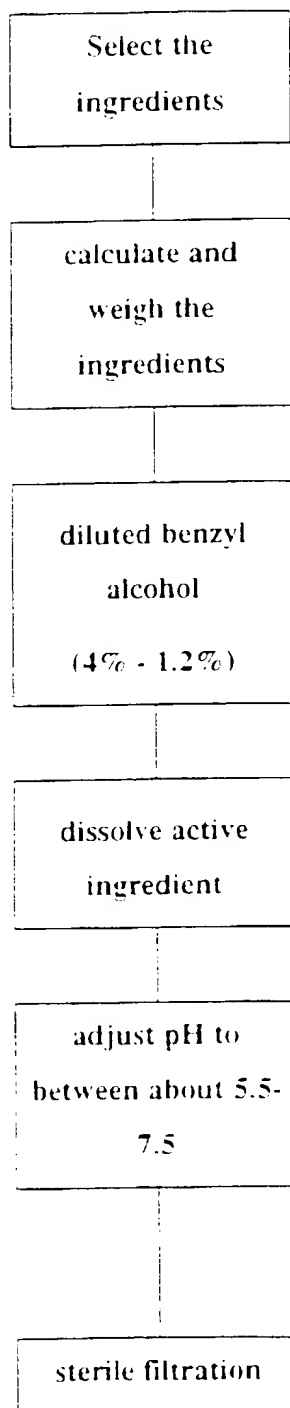 Select the
ingredients
calculate and
weigh the
ingredients
diluted benzyl
alcohol
(4% - 1.2%)
dissolve active
ingredient
adjust pH to
between about 5.5-
7.5
sterile filtration